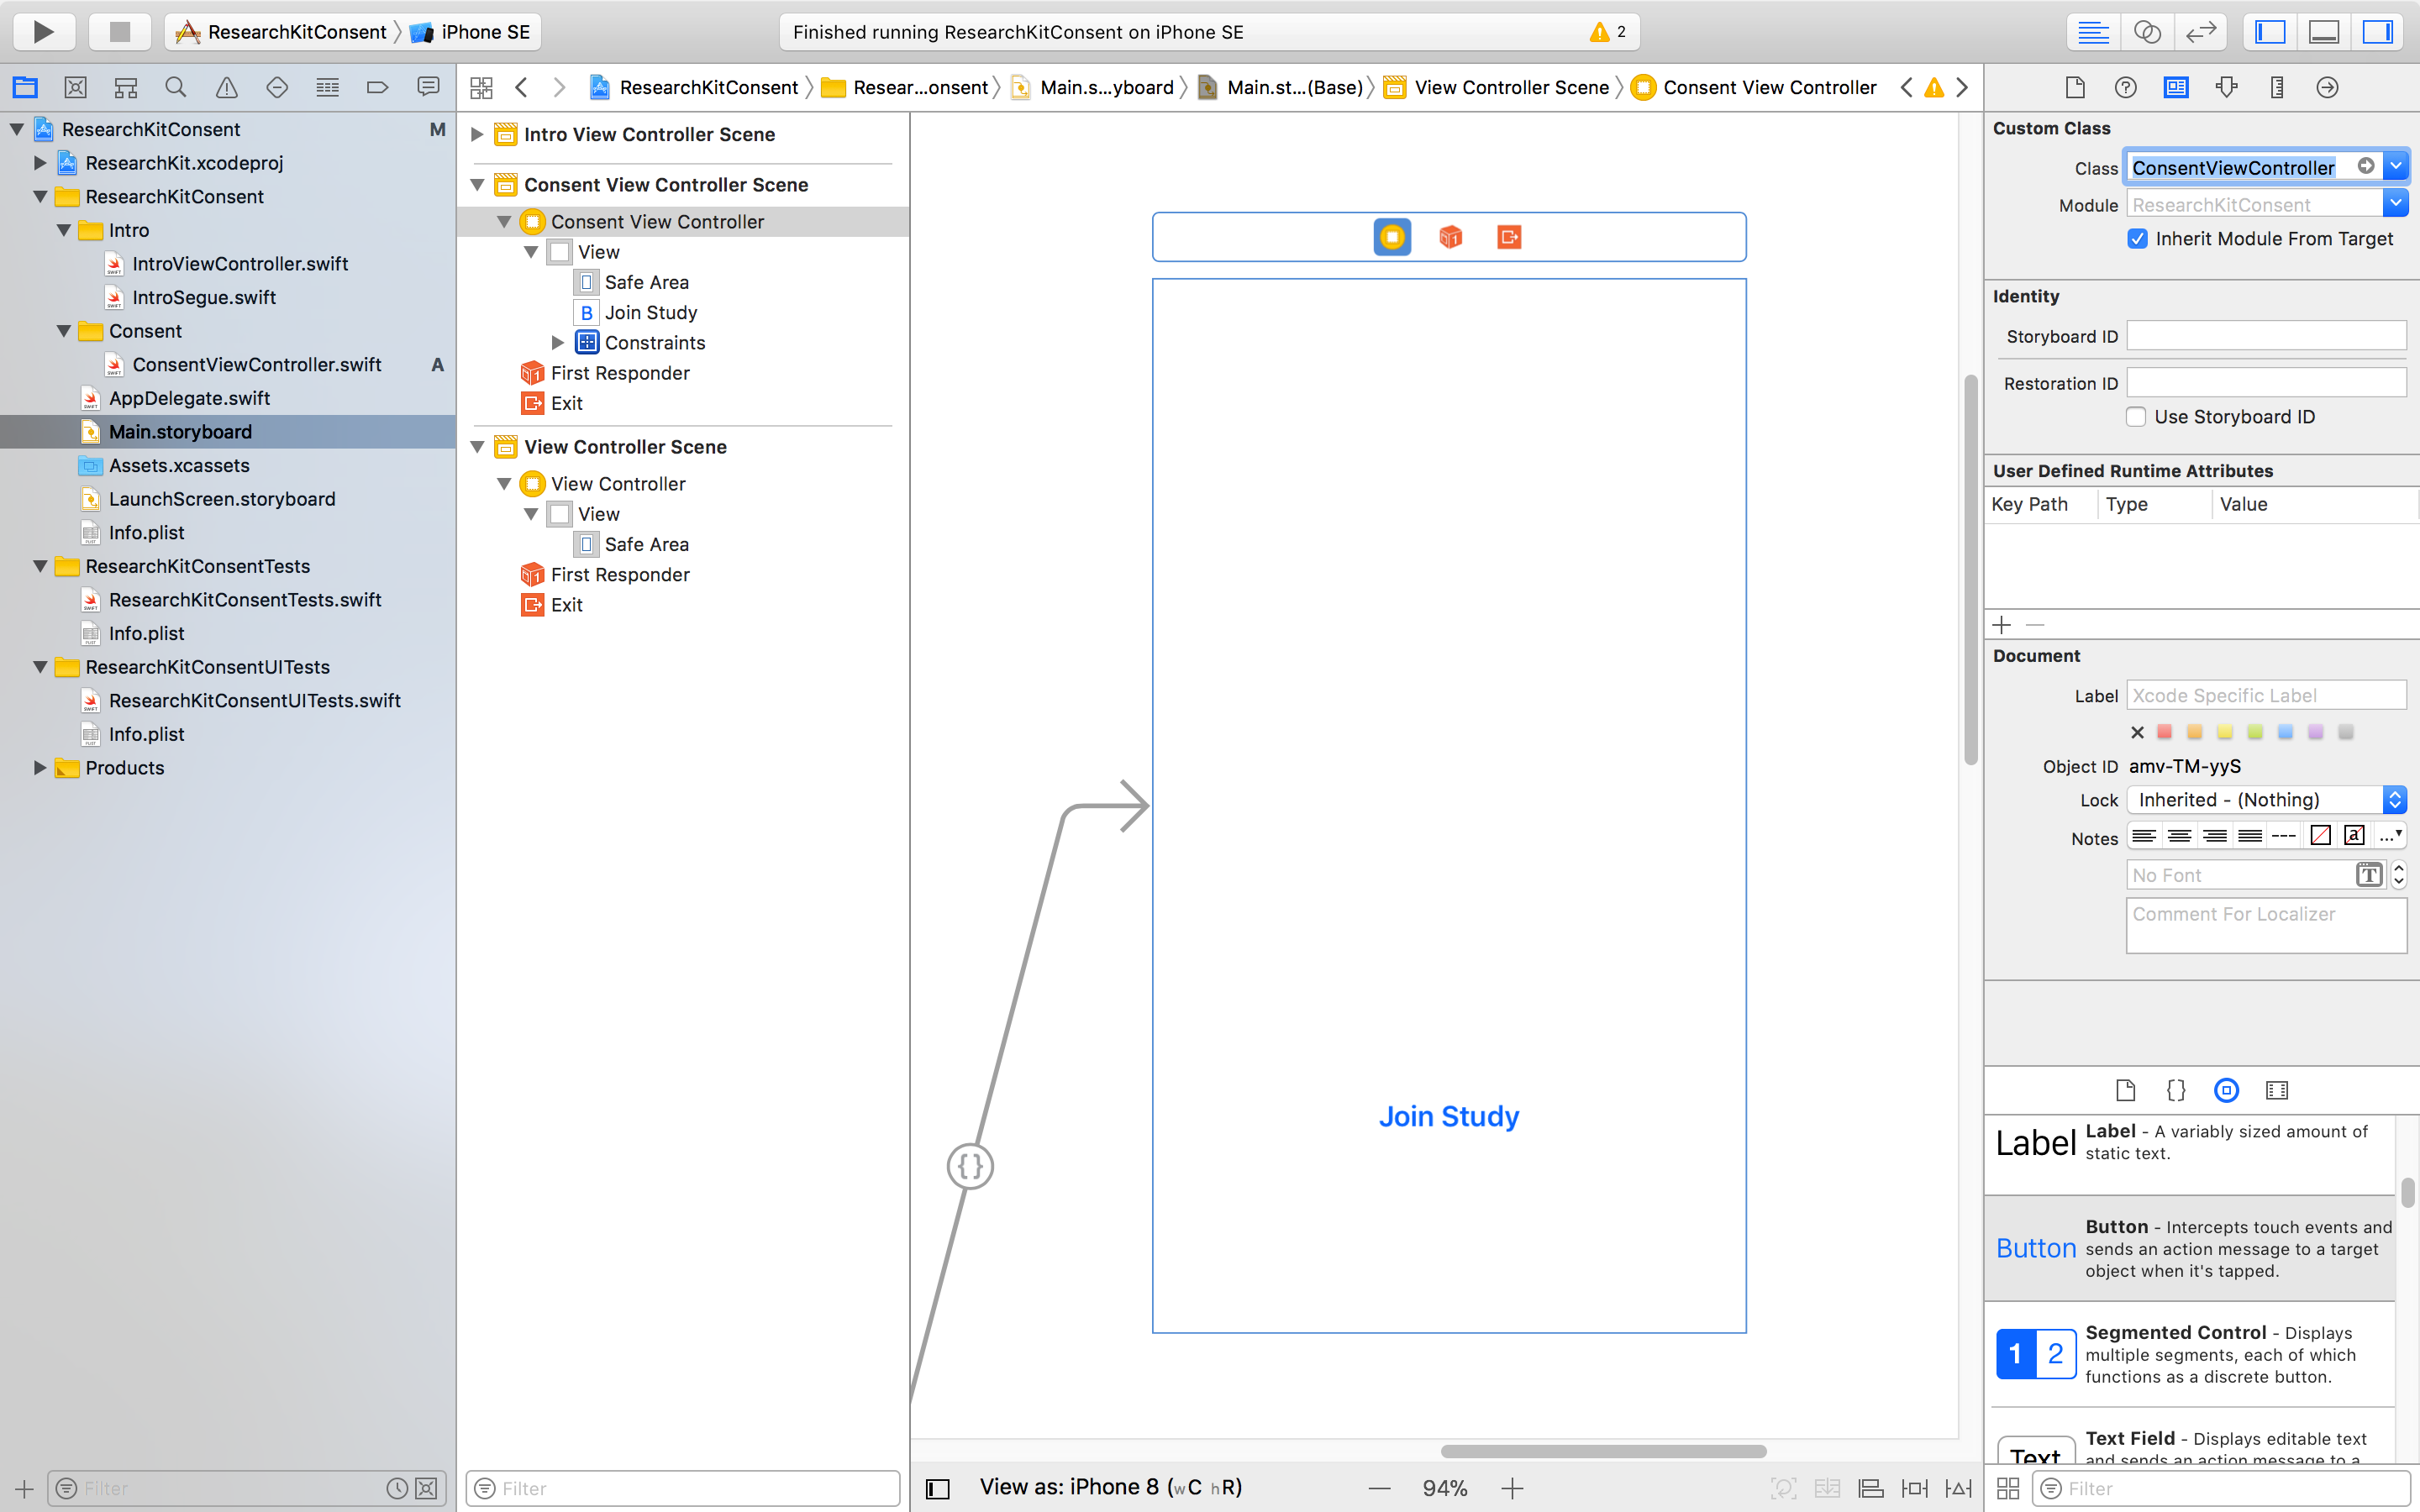 ResearchKitConsent iPhone SE
Finished running ResearchKitConsent on iPhone SE
2
ResearchKitConsent
Resear...onsent
Main.s...yboard
Main.st...(Base)
View Controller Scene
Consent View Controller
ResearchKitConsent M
ResearchKit.xcodeproj
ResearchKitConsent
Intro
IntroViewController.swift
IntroSegue.swift
Consent
ConsentViewController.swift A
AppDelegate.swift
Main.storyboard
Assets.xcassets
LaunchScreen.storyboard
Info.plist
ResearchKitConsentTests
ResearchKitConsentTests.swift
Info.plist
ResearchKitConsentUITests
ResearchKitConsentUITests.swift
Info.plist
Products
Filter
Intro View Controller Scene
Consent View Controller Scene
Consent View Controller
View
Safe Area
B Join Study
Constraints
First Responder
Exit
View Controller Scene
View Controller
View
Safe Area
First Responder
Exit
Filter
Join Study
{}
View as: iPhone 8 (wC hR)
94%
Custom Class
Class ConsentViewController
Module ResearchKitConsent
Inherit Module From Target
Identity
Storyboard ID
Restoration ID
Use Storyboard ID
User Defined Runtime Attributes
Key Path Type Value
Document
Label Xcode Specific Label
Object ID amv-TM-yyS
Lock Inherited - (Nothing)
Notes
No Font
Comment For Localizer
Label
Label - A variably sized amount of
static text.
Button
Button - Intercepts touch events and
sends an action message to a target
object when it's tapped.
1 2
Segmented Control - Displays
multiple segments, each of which
functions as a discrete button.
Text
Text Field - Displays editable text
and sends an action message to a
Filter